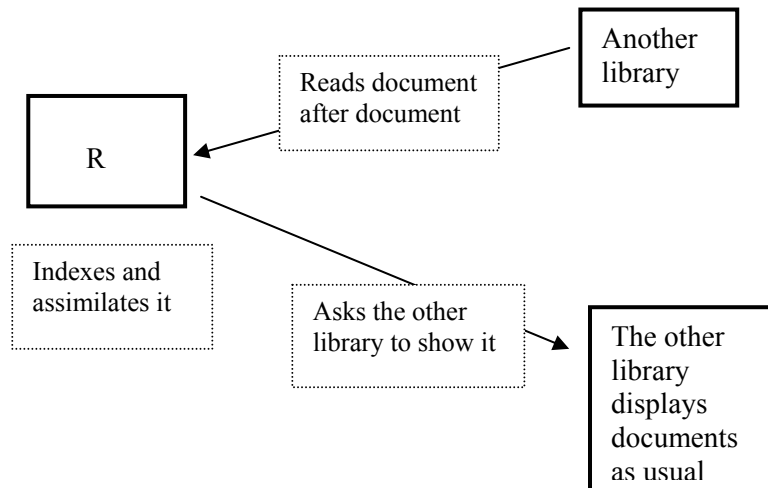 Another
library
Reads document
after document
R
Indexes and
assimilates it
Asks the other
library to show it
The other
library
displays
documents
as usual